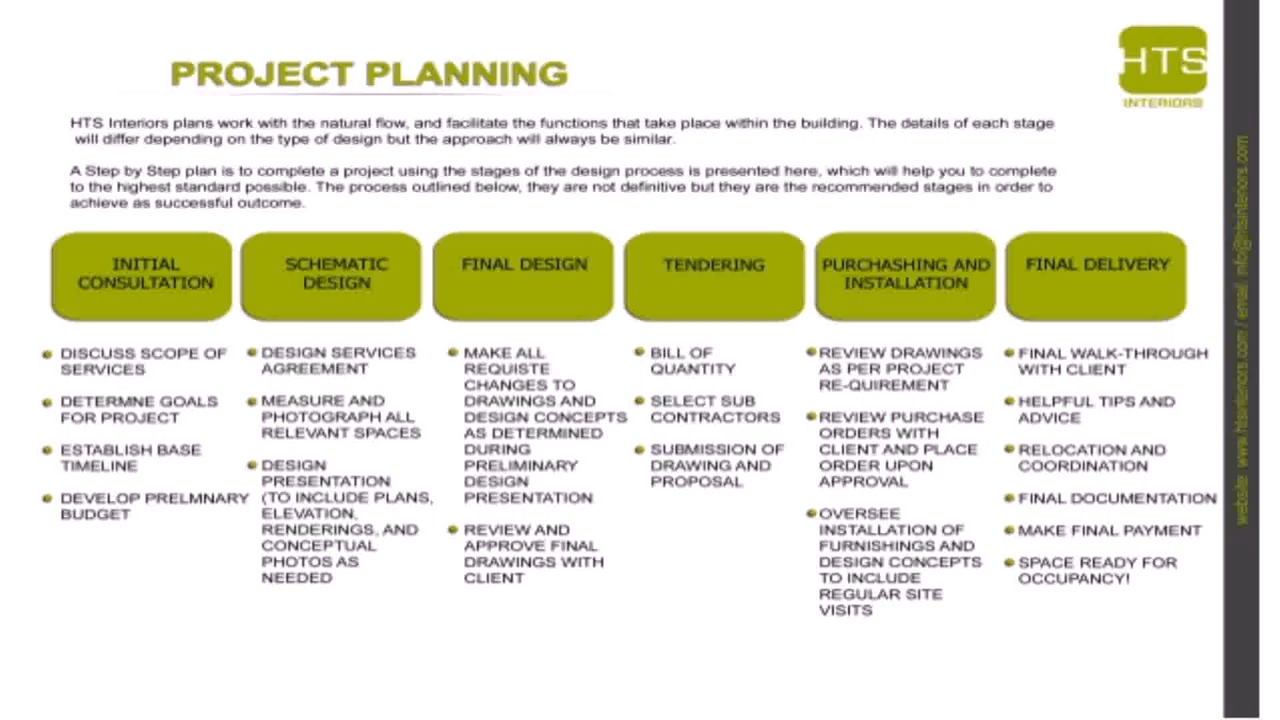 PROJECT PLANNING
HTS
INTERIORS
HTS Interiors plans work with the natural flow, and facilitate the functions that take place within the building. The details of each stage
will differ depending on the type of design but the approach will always be similar.
A Step by Step plan is to complete a project using the stages of the design process is presented here, which will help you to complete
to the highest standard possible. The process outlined below, they are not definitive but they are the recommended stages in order to
achieve as successful outcome.
INITIAL
CONSULTATION
DISCUSS SCOPE OF
SERVICES
DETERMNE GOALS
FOR PROJECT
ESTABLISH BASE
TIMELINE
DEVELOP PRELMNARY
BUDGET
SCHEMATIC
DESIGN
DESIGN SERVICES
AGREEMENT
MEASURE AND
PHOTOGRAPH ALL
RELEVANT SPACES
DESIGN
PRESENTATION
(TO INCLUDE PLANS,
ELEVATION,
RENDERINGS, AND
CONCEPTUAL
PHOTOS AS
NEEDED
FINAL DESIGN
MAKE ALL
REQUISTE
CHANGES TO
DRAWINGS AND
DESIGN CONCEPTS
AS DETERMINED
DURING
PRELIMINARY
DESIGN
PRESENTATION
REVIEW AND
APPROVE FINAL
DRAWINGS WITH
CLIENT
TENDERING
BILL OF
QUANTITY
SELECT SUB
CONTRACTORS
SUBMISSION OF
DRAWING AND
PROPOSAL
PURCHASHING AND
INSTALLATION
REVIEW DRAWINGS
AS PER PROJECT
RE-QUIREMENT
REVIEW PURCHASE
ORDERS WITH
CLIENT AND PLACE
ORDER UPON
APPROVAL
OVERSEE
INSTALLATION OF
FURNISHINGS AND
DESIGN CONCEPTS
TO INCLUDE
REGULAR SITE
VISITS
FINAL DELIVERY
FINAL WALK-THROUGH
WITH CLIENT
HELPFUL TIPS AND
ADVICE
RELOCATION AND
COORDINATION
FINAL DOCUMENTATION
MAKE FINAL PAYMENT
SPACE READY FOR
OCCUPANCY!
website www.htsinteriors.com / email info@htsinteriors.com